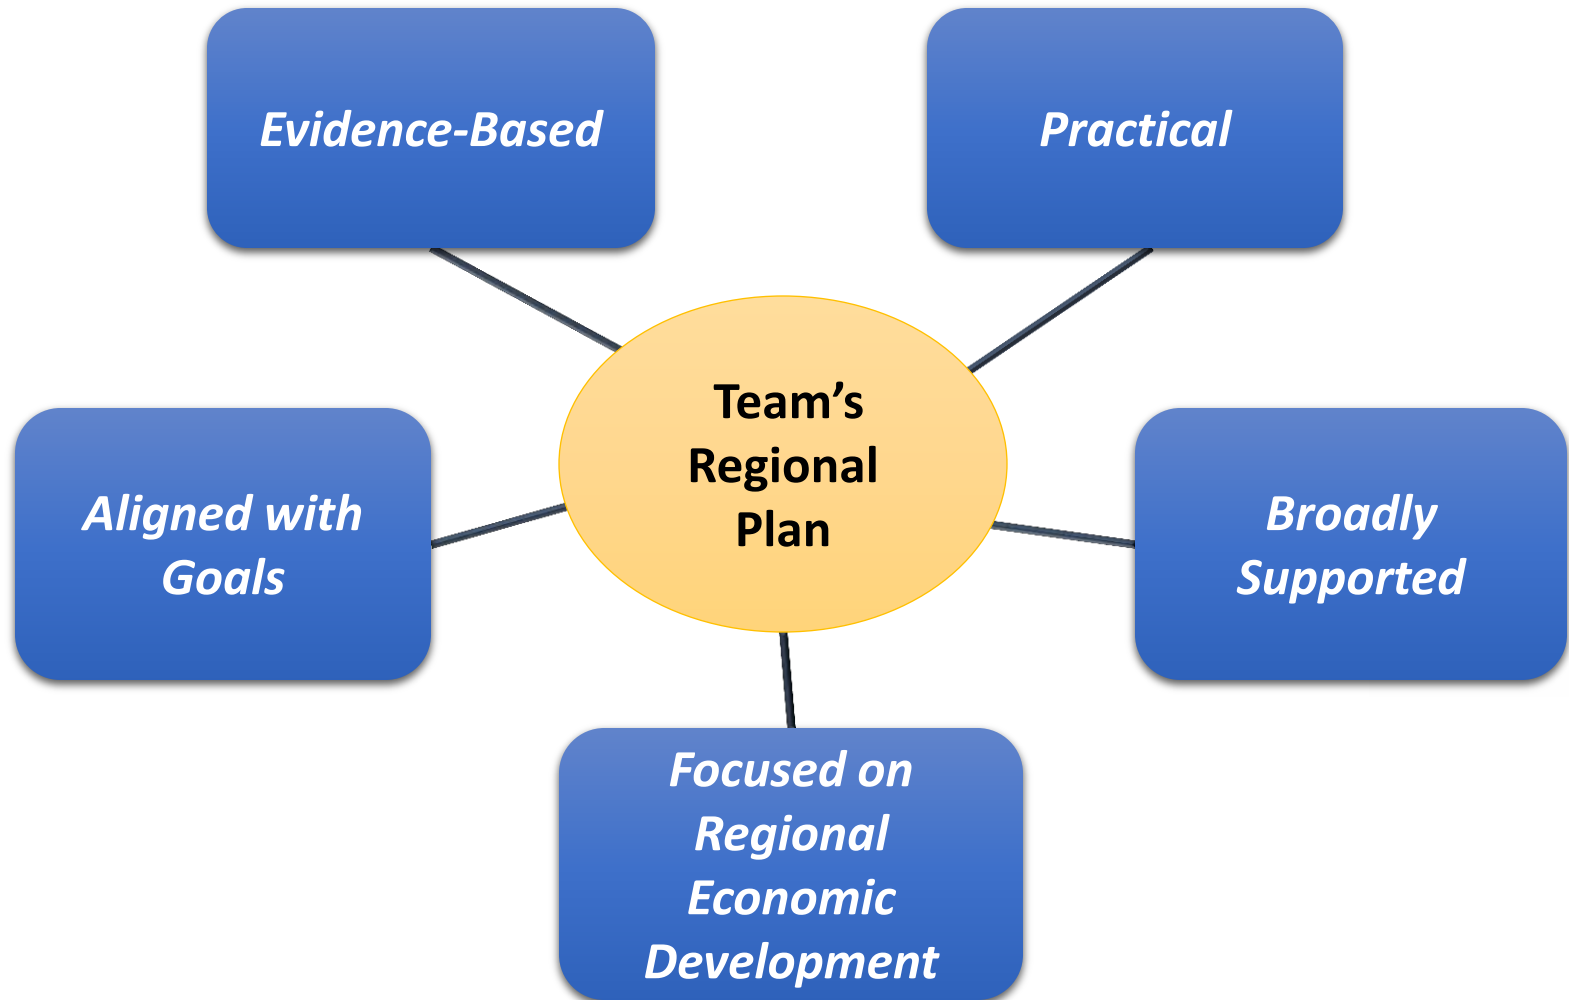 Evidence-Based
Practical
Team’s
Regional
Plan
Aligned with
Goals
Broadly
Supported
Focused on
Regional
Economic
Development